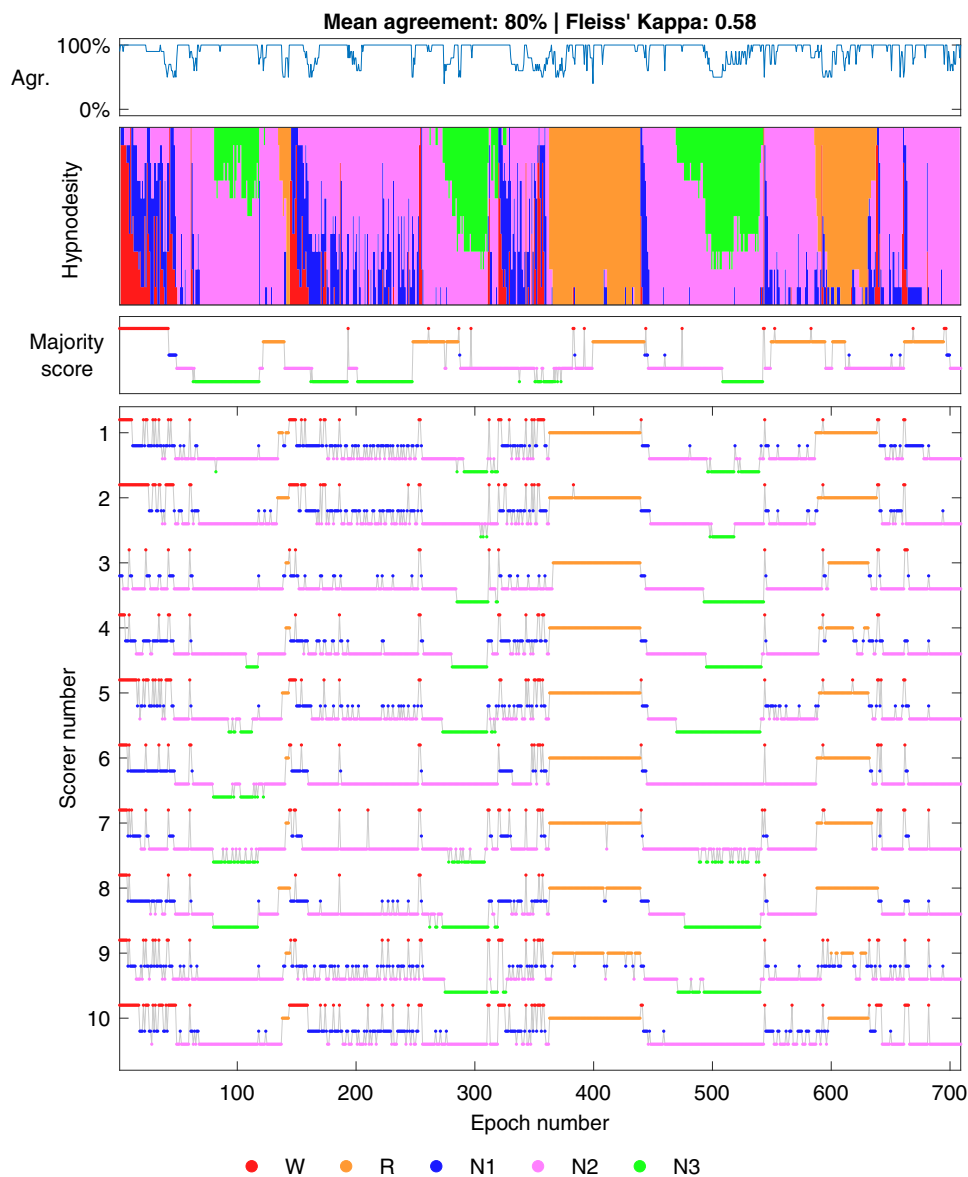 Mean agreement: 80% | Fleiss' Kappa: 0.58
100%
Agr.
0%
Hypnodesity
Majority
score
Scorer number
1
2
3
4
5
6
7
8
9
10
100 200 300 400 500 600 700
Epoch number
W R N1 N2 N3